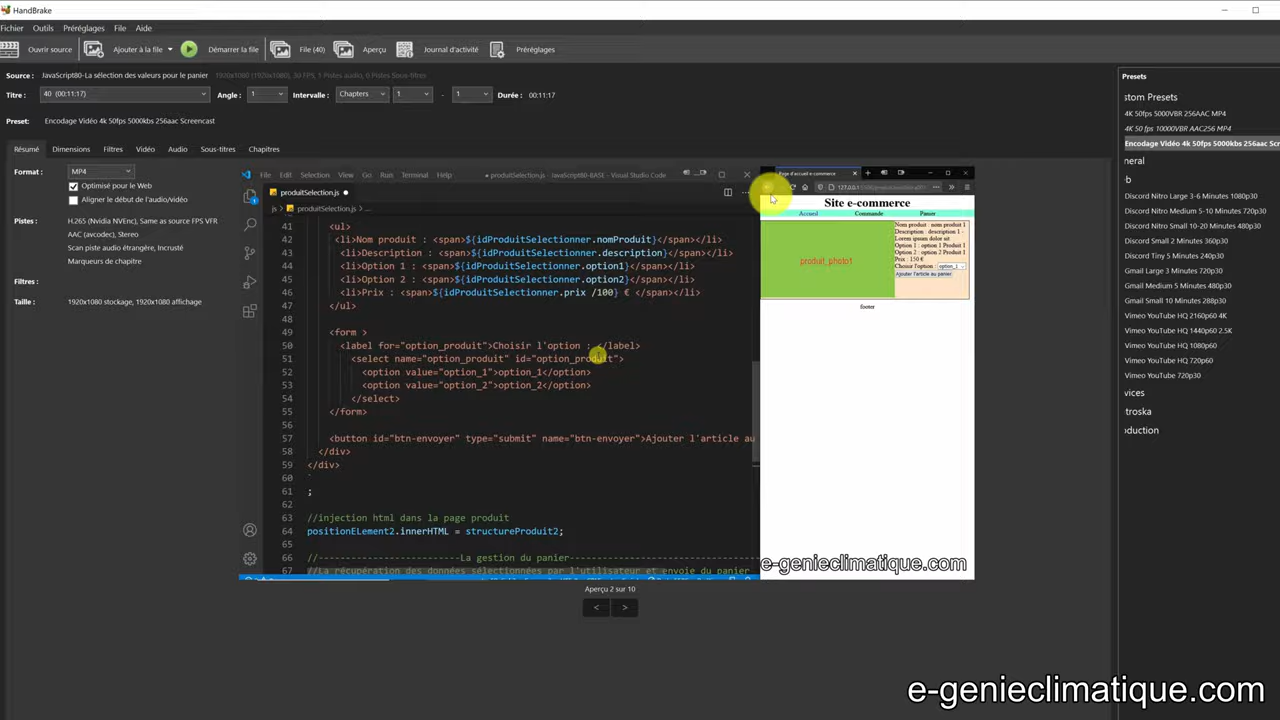 HandBrake
Fichier Outils Préréglages File Aide
Ouvrir source Ajouter à la file Démarrer la file File (40) Aperçu Journal d'activité Préréglages
Source : JavaScript80-La sélection des valeurs pour le panier 1920x1080 (1920x1080), 30 FPS, 1 Pistes audio, 0 Pistes Sous-titres
Titre : 40 (00:11:17) Angle : 1 Intervalle : Chapters 1 - 1 Durée : 00:11:17
Preset: Encodage Vidéo 4k 50fps 5000kbs 256aac Screencast
Résumé Dimensions Filtres Vidéo Audio Sous-titres Chapitres
Format : MP4
Optimisé pour le Web
Aligner le début de l'audio/vidéo
Pistes : H.265 (Nvidia NVEnc), Same as source FPS VFR
AAC (avcodec), Stereo
Scan piste audio étrangère, Incrusté
Marqueurs de chapitre
Filtres :
Taille : 1920x1080 stockage, 1920x1080 affichage
File Edit Selection View Go Run Terminal Help ● produitSelection.js - JavaScript80-BASE - Visual Studio Code
produitSelection.js ●
js > produitSelection.js > ...
41 <ul>
42 <li>Nom produit : <span>${idProduitSelectionner.nomProduit}</span></li>
43 <li>Description : <span>${idProduitSelectionner.description}</span></li>
44 <li>Option 1 : <span>${idProduitSelectionner.option1}</span></li>
45 <li>Option 2 : <span>${idProduitSelectionner.option2}</span></li>
46 <li>Prix : <span>${idProduitSelectionner.prix /100} € </span></li>
47 </ul>
48
49 <form >
50 <label for="option_produit">Choisir l'option : </label>
51 <select name="option_produit" id="option_produit">
52 <option value="option_1">option_1</option>
53 <option value="option_2">option_2</option>
54 </select>
55 </form>
56
57 <button id="btn-envoyer" type="submit" name="btn-envoyer">Ajouter l'article au
58 </div>
59 </div>
60 `
61 ;
62
63 //injection html dans la page produit
64 positionELement2.innerHTML = structureProduit2;
65
66 //--------------------------La gestion du panier-----------------------------------
67 //La récupération des données sélectionnées par l'utilisateur et envoie du panier
Page d'accueil e-commerce
127.0.0.1
Site e-commerce
Accueil Commande Panier
produit_photo1
Nom produit : nom produit 1
Description : description 1 -
Lorem ipsum dolor sit
Option 1 : option 1 Produit 1
Option 2 : option 2 Produit 1
Prix : 150 €
Choisir l'option : option_1
Ajouter l'article au panier
footer
e-genieclimatique.com
Aperçu 2 sur 10
< >
Presets
stom Presets
4K 50 fps 5000VBR 256AAC MP4
4K 50 fps 10000VBR AAC256 MP4
Encodage Vidéo 4k 50fps 5000kbs 256aac Scr
neral
b
Discord Nitro Large 3-6 Minutes 1080p30
Discord Nitro Medium 5-10 Minutes 720p30
Discord Nitro Small 10-20 Minutes 480p30
Discord Small 2 Minutes 360p30
Discord Tiny 5 Minutes 240p30
Gmail Large 3 Minutes 720p30
Gmail Medium 5 Minutes 480p30
Gmail Small 10 Minutes 288p30
Vimeo YouTube HQ 2160p60 4K
Vimeo YouTube HQ 1440p60 2.5K
Vimeo YouTube HQ 1080p60
Vimeo YouTube HQ 720p60
Vimeo YouTube 720p30
vices
troska
oduction
e-genieclimatique.com